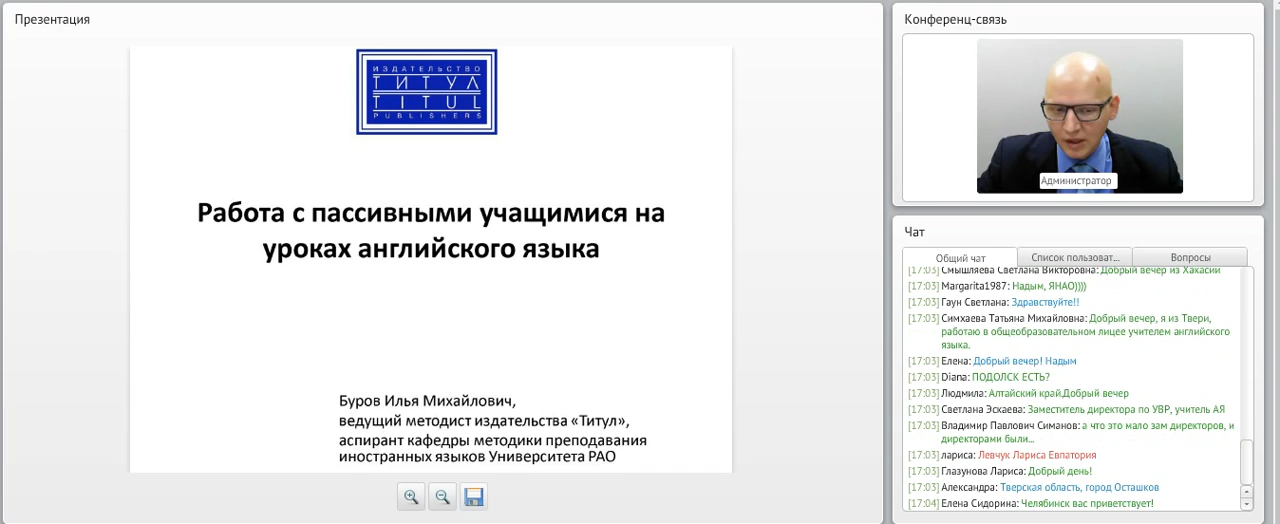 Презентация
ИЗДАТЕЛЬСТВО
ТИТУЛ
TITUL
PUBLISHERS
Работа с пассивными учащимися на
уроках английского языка
Буров Илья Михайлович,
ведущий методист издательства «Титул»,
аспирант кафедры методики преподавания
иностранных языков Университета РАО
Конференц-связь
Администратор
Чат
Общий чат
Список пользоват...
Вопросы
[17:03] Смышляева Светлана Викторовна: Добрый вечер из Хакасии
[17:03] Margarita1987: Надым, ЯНАО))))
[17:03] Гаун Светлана: Здравствуйте!!
[17:03] Симхаева Татьяна Михайловна: Добрый вечер, я из Твери,
работаю в общеобразовательном лицее учителем английского
языка.
[17:03] Елена: Добрый вечер! Надым
[17:03] Diana: ПОДОЛСК ЕСТЬ?
[17:03] Людмила: Алтайский край.Добрый вечер
[17:03] Светлана Эсхаева: Заместитель директора по УВР, учитель АЯ
[17:03] Владимир Павлович Симанов: а что это мало зам директоров, и
директорами были...
[17:03] лариса: Левчук Лариса Евпатория
[17:03] Глазунова Лариса: Добрый день!
[17:03] Александра: Тверская область, город Осташков
[17:04] Елена Сидорина: Челябинск вас приветствует!